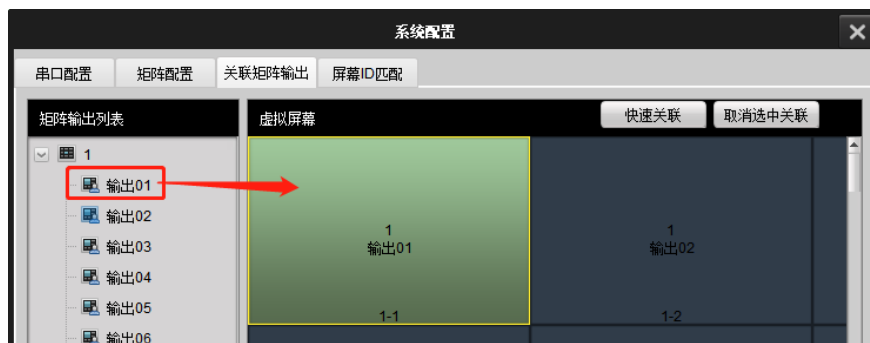 系统配置
串口配置 矩阵配置 关联矩阵输出 屏幕ID匹配
矩阵输出列表
虚拟屏幕 快速关联 取消选中关联
1
输出01
输出02
输出03
输出04
输出05
输出06
1
输出01
1-1
1
输出02
1-2